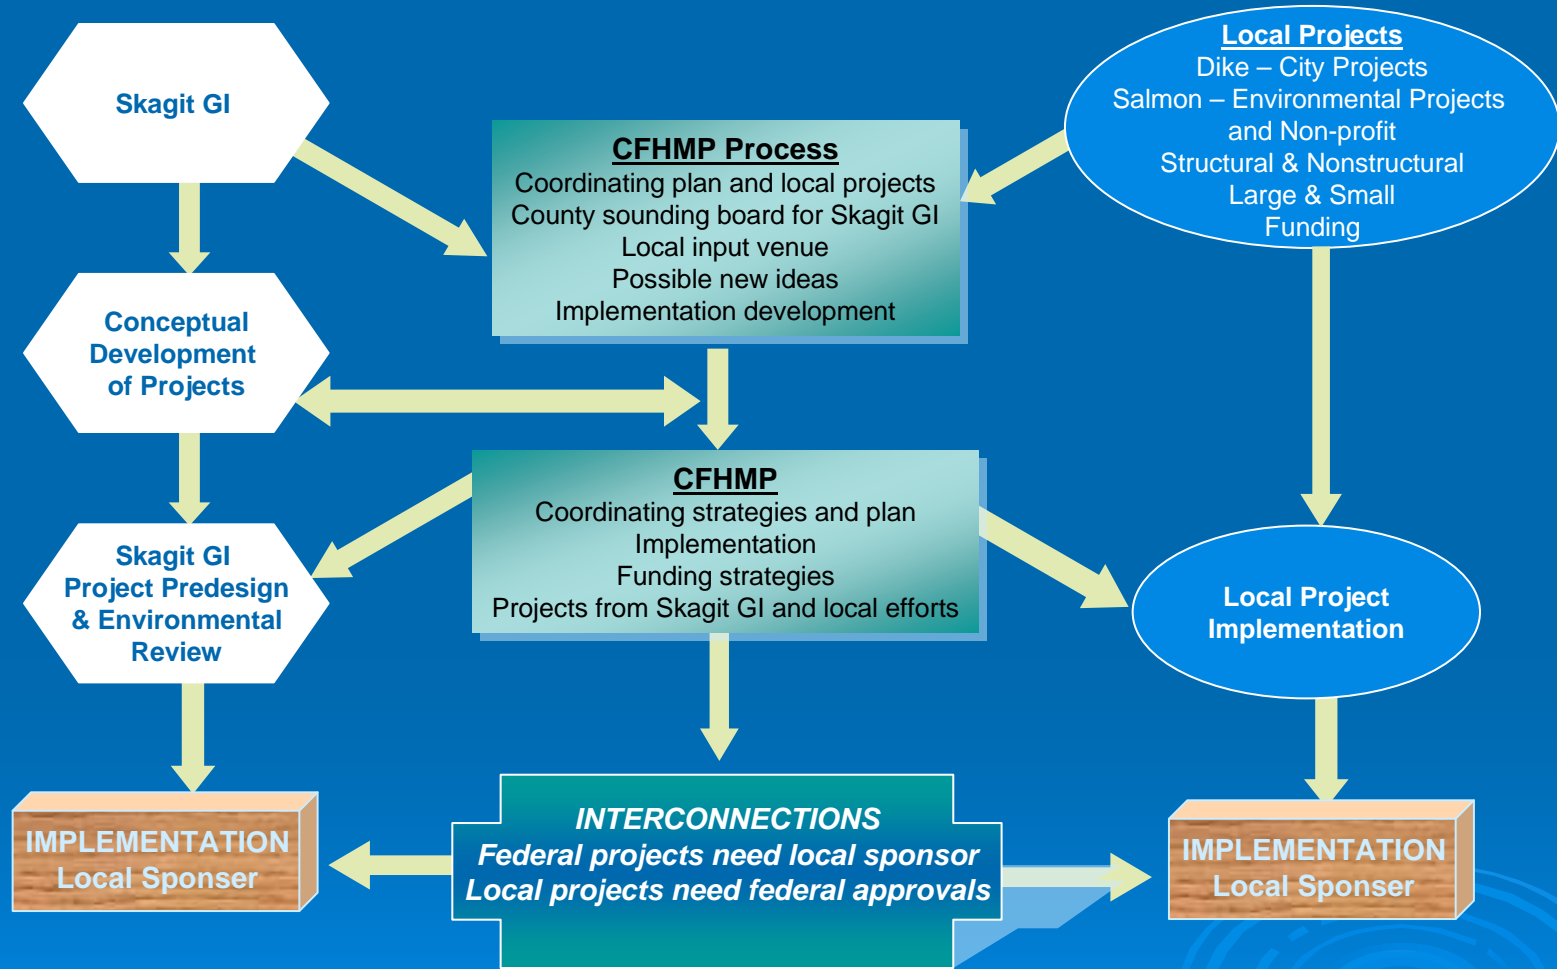 Skagit GI
Local Projects
Dike – City Projects
Salmon – Environmental Projects
and Non-profit
Structural & Nonstructural
Large & Small
Funding
CFHMP Process
Coordinating plan and local projects
County sounding board for Skagit GI
Local input venue
Possible new ideas
Implementation development
Conceptual
Development
of Projects
CFHMP
Coordinating strategies and plan
Implementation
Funding strategies
Projects from Skagit GI and local efforts
Skagit GI
Project Predesign
& Environmental
Review
Local Project
Implementation
IMPLEMENTATION
Local Sponser
INTERCONNECTIONS
Federal projects need local sponsor
Local projects need federal approvals
IMPLEMENTATION
Local Sponser